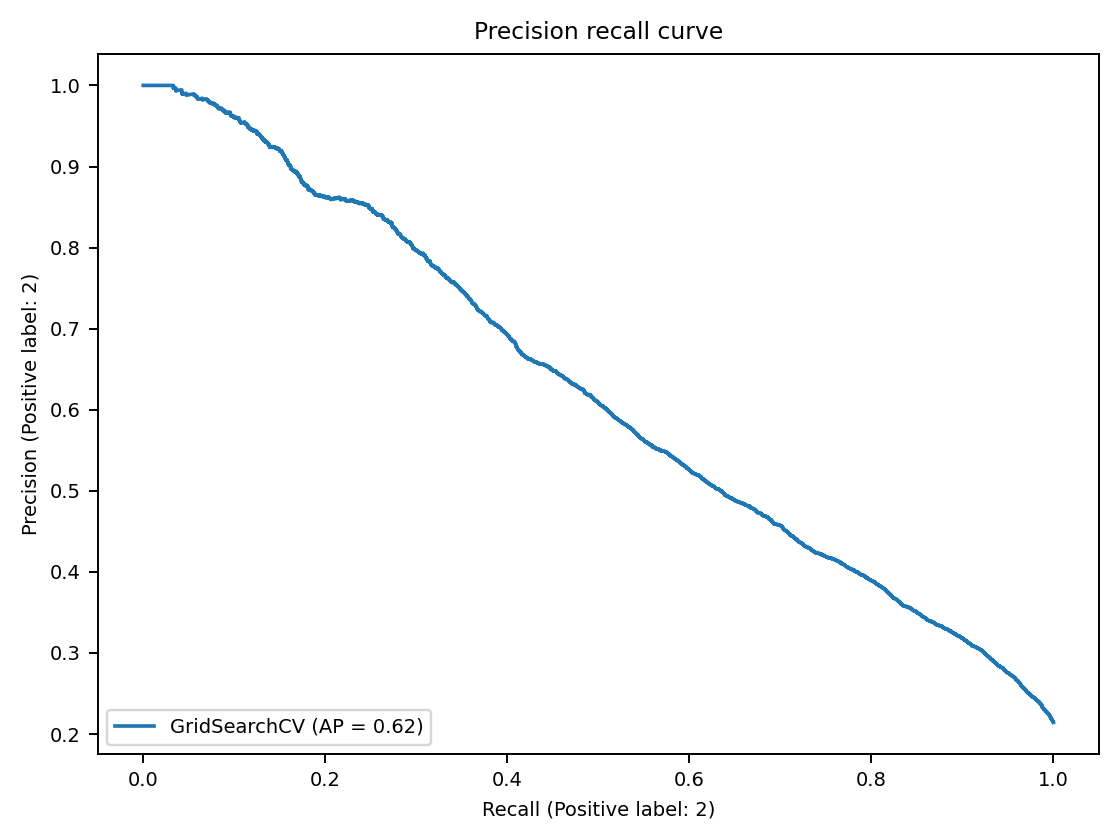 Precision recall curve
1.0
0.9
0.8
0.7
0.6
0.5
0.4
0.3
0.2
Precision (Positive label: 2)
GridSearchCV (AP = 0.62)
0.0 0.2 0.4 0.6 0.8 1.0
Recall (Positive label: 2)